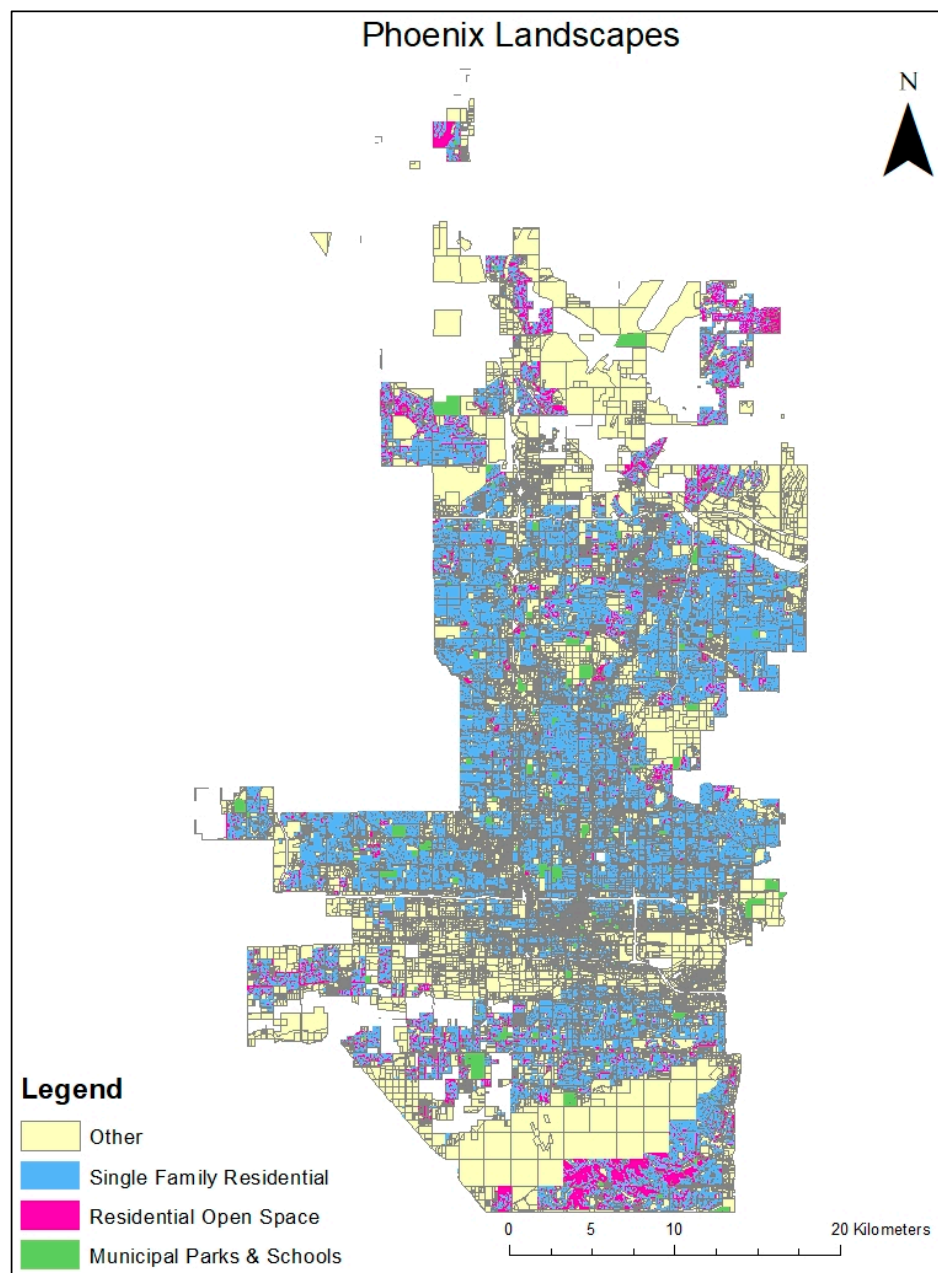 Phoenix Landscapes
N
Legend
Other
Single Family Residential
Residential Open Space
Municipal Parks & Schools
0 5 10 20 Kilometers